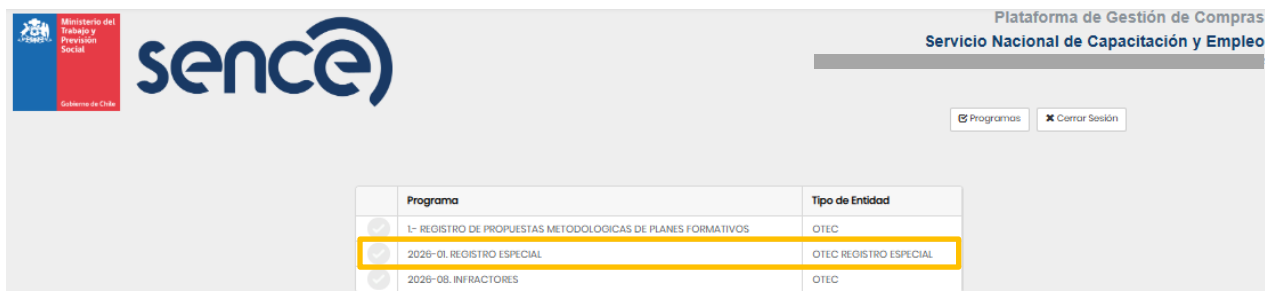 Ministerio del
Trabajo y
Previsión
Social
Gobierno de Chile
sence
Plataforma de Gestión de Compras
Servicio Nacional de Capacitación y Empleo
Programas Cerrar Sesión
Programa Tipo de Entidad
1.- REGISTRO DE PROPUESTAS METODOLOGICAS DE PLANES FORMATIVOS OTEC
2026-01. REGISTRO ESPECIAL OTEC REGISTRO ESPECIAL
2026-08. INFRACTORES OTEC